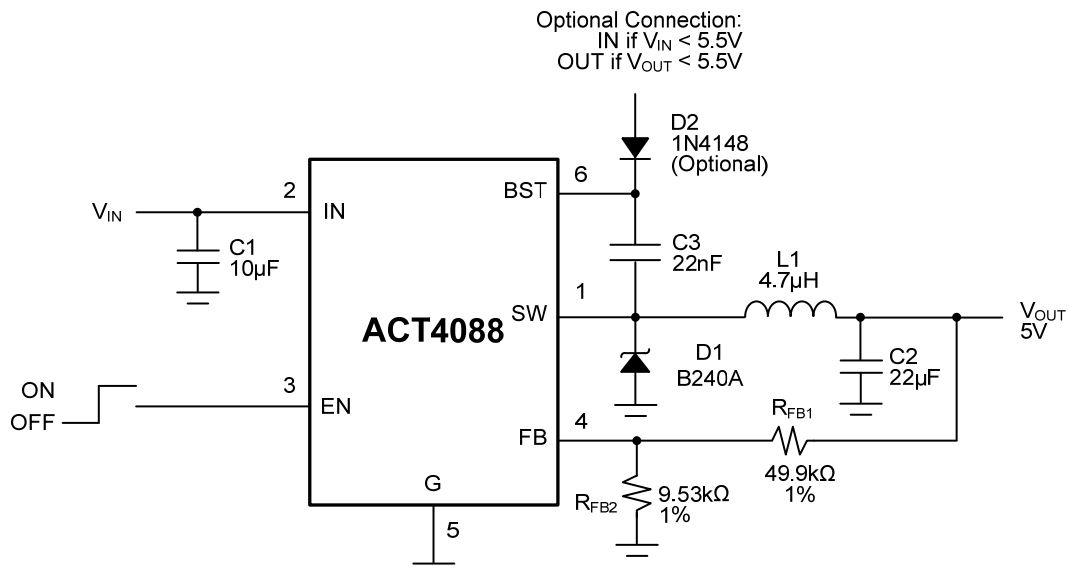 Optional Connection:
IN if VIN < 5.5V
OUT if VOUT < 5.5V
D2
1N4148
(Optional)
6
BST
2
IN
VIN
C1
10µF
C3
22nF
L1
4.7µH
1
SW
ACT4088
VOUT
5V
D1
B240A
C2
22µF
ON
OFF
3
EN
4
FB
RFB1
49.9kΩ
1%
G
5
RFB2
9.53kΩ
1%